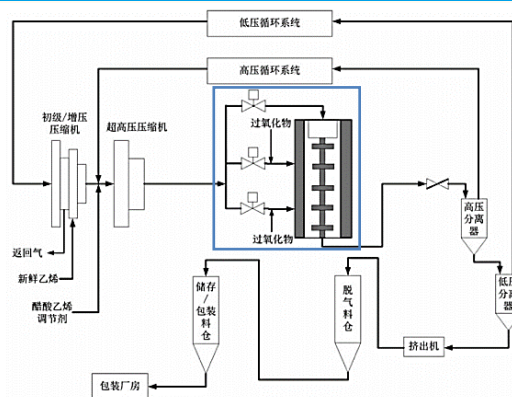 低压循环系统
高压循环系统
初级/增压
压缩机
超高压压缩机
过氧化物
过氧化物
高压
分离
器
返回气
新鲜乙烯
醋酸乙烯
调节剂
储存
/
包装
料
仓
脱
气
料
仓
低压
分离
器
挤出机
包装厂房